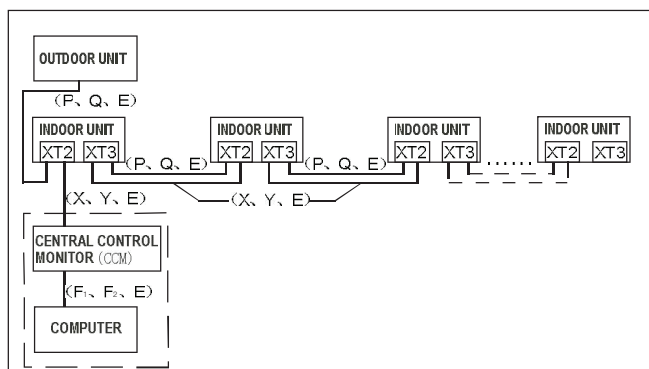 OUTDOOR UNIT
(P、Q、E)
INDOOR UNIT
XT2 XT3
(P、Q、E)
INDOOR UNIT
XT2 XT3
(P、Q、E)
INDOOR UNIT
XT2 XT3
......
INDOOR UNIT
XT2 XT3
(X、Y、E)
(X、Y、E)
CENTRAL CONTROL
MONITOR (CCM)
(F₁、F₂、E)
COMPUTER